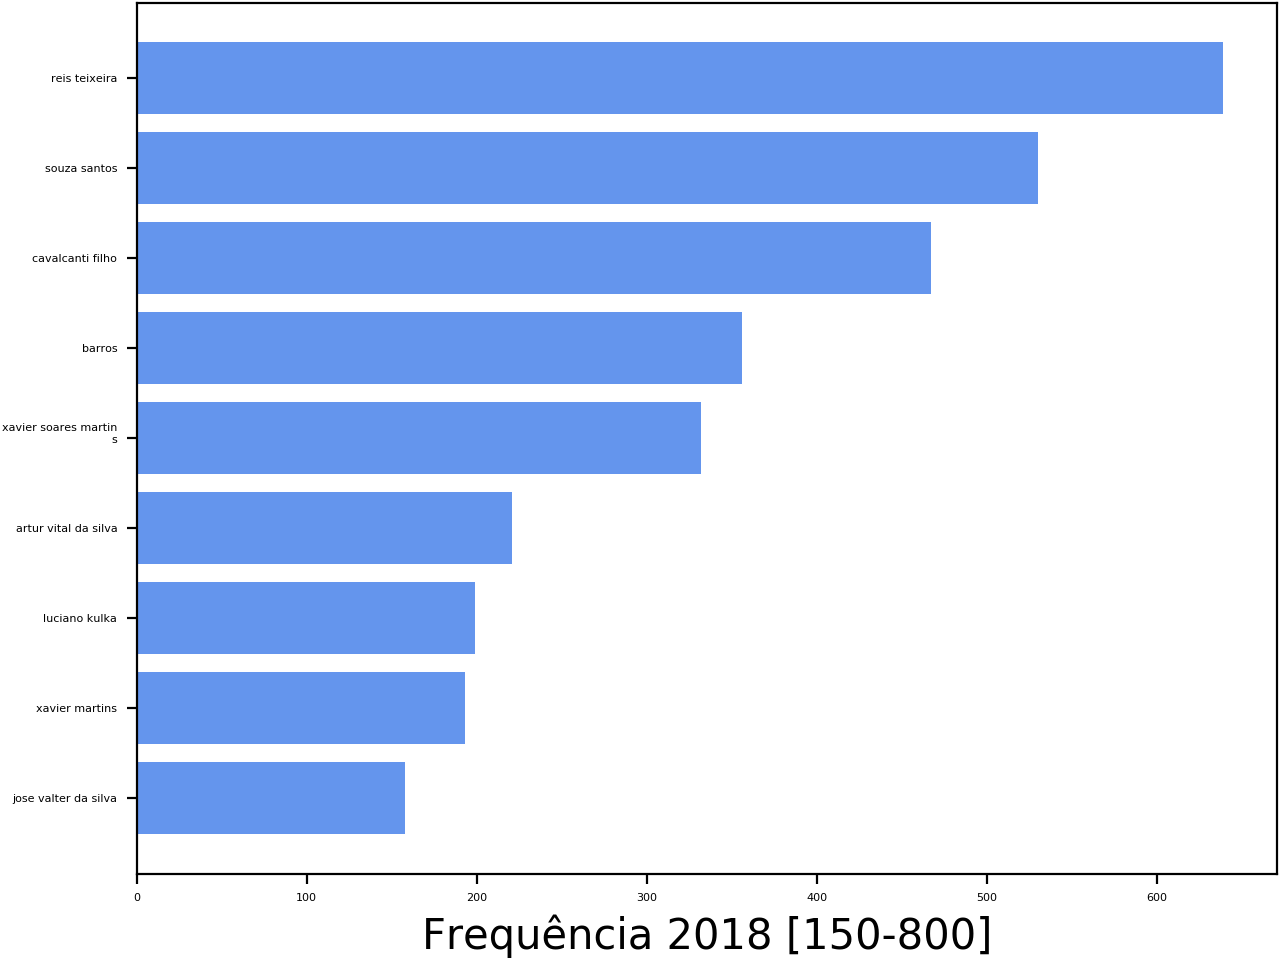 reis teixeira
souza santos
cavalcanti filho
barros
xavier soares martin
s
artur vital da silva
luciano kulka
xavier martins
jose valter da silva
0 100 200 300 400 500 600
Frequência 2018 [150-800]